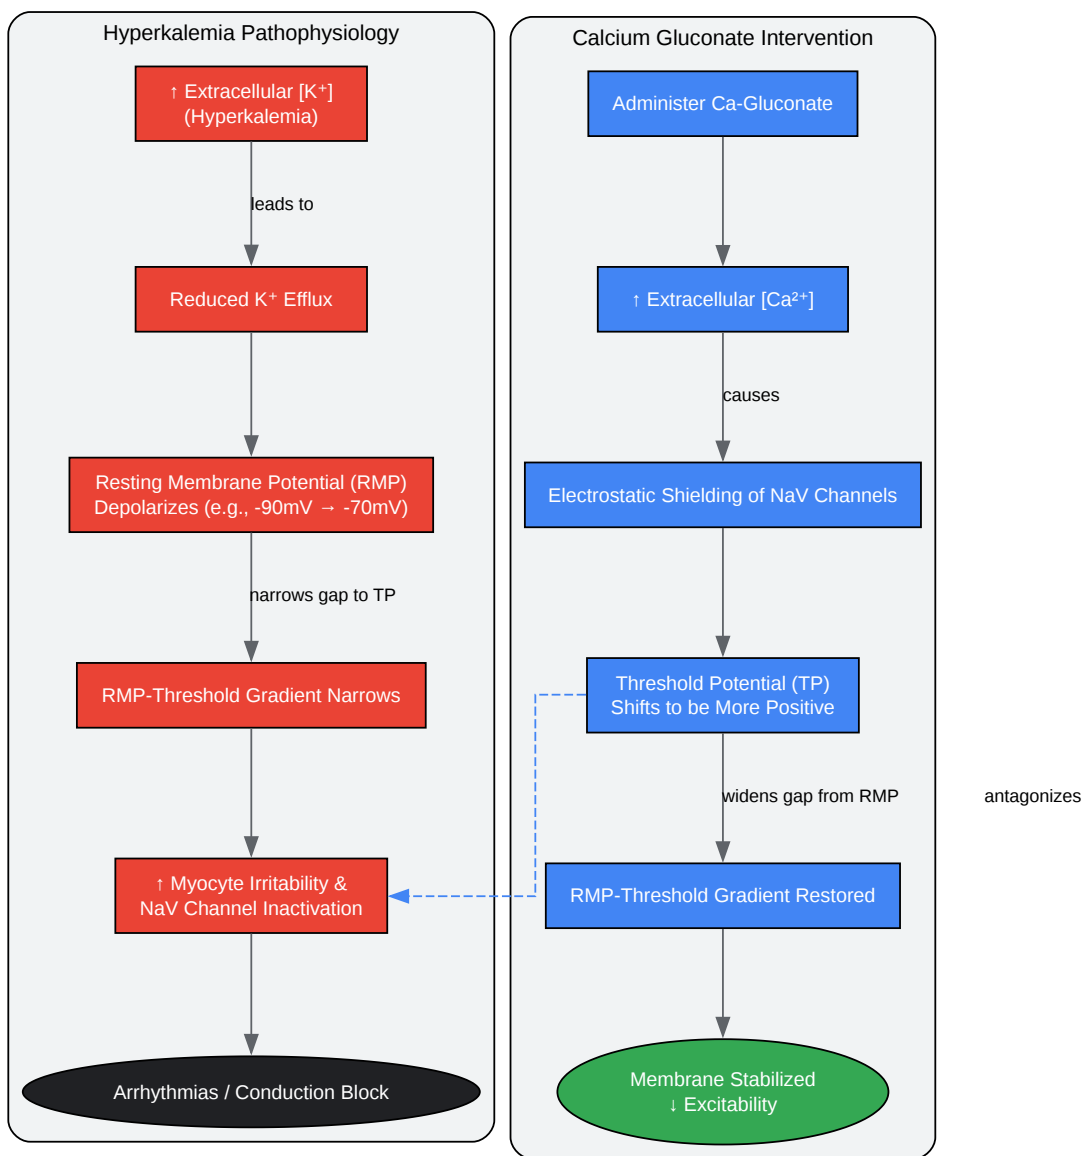 Hyperkalemia Pathophysiology
↑ Extracellular [K⁺]
(Hyperkalemia)
leads to
Reduced K⁺ Efflux
Resting Membrane Potential (RMP)
Depolarizes (e.g., -90mV → -70mV)
narrows gap to TP
RMP-Threshold Gradient Narrows
↑ Myocyte Irritability &
NaV Channel Inactivation
Arrhythmias / Conduction Block
Calcium Gluconate Intervention
Administer Ca-Gluconate
↑ Extracellular [Ca²⁺]
causes
Electrostatic Shielding of NaV Channels
Threshold Potential (TP)
Shifts to be More Positive
widens gap from RMP
antagonizes
RMP-Threshold Gradient Restored
Membrane Stabilized
↓ Excitability